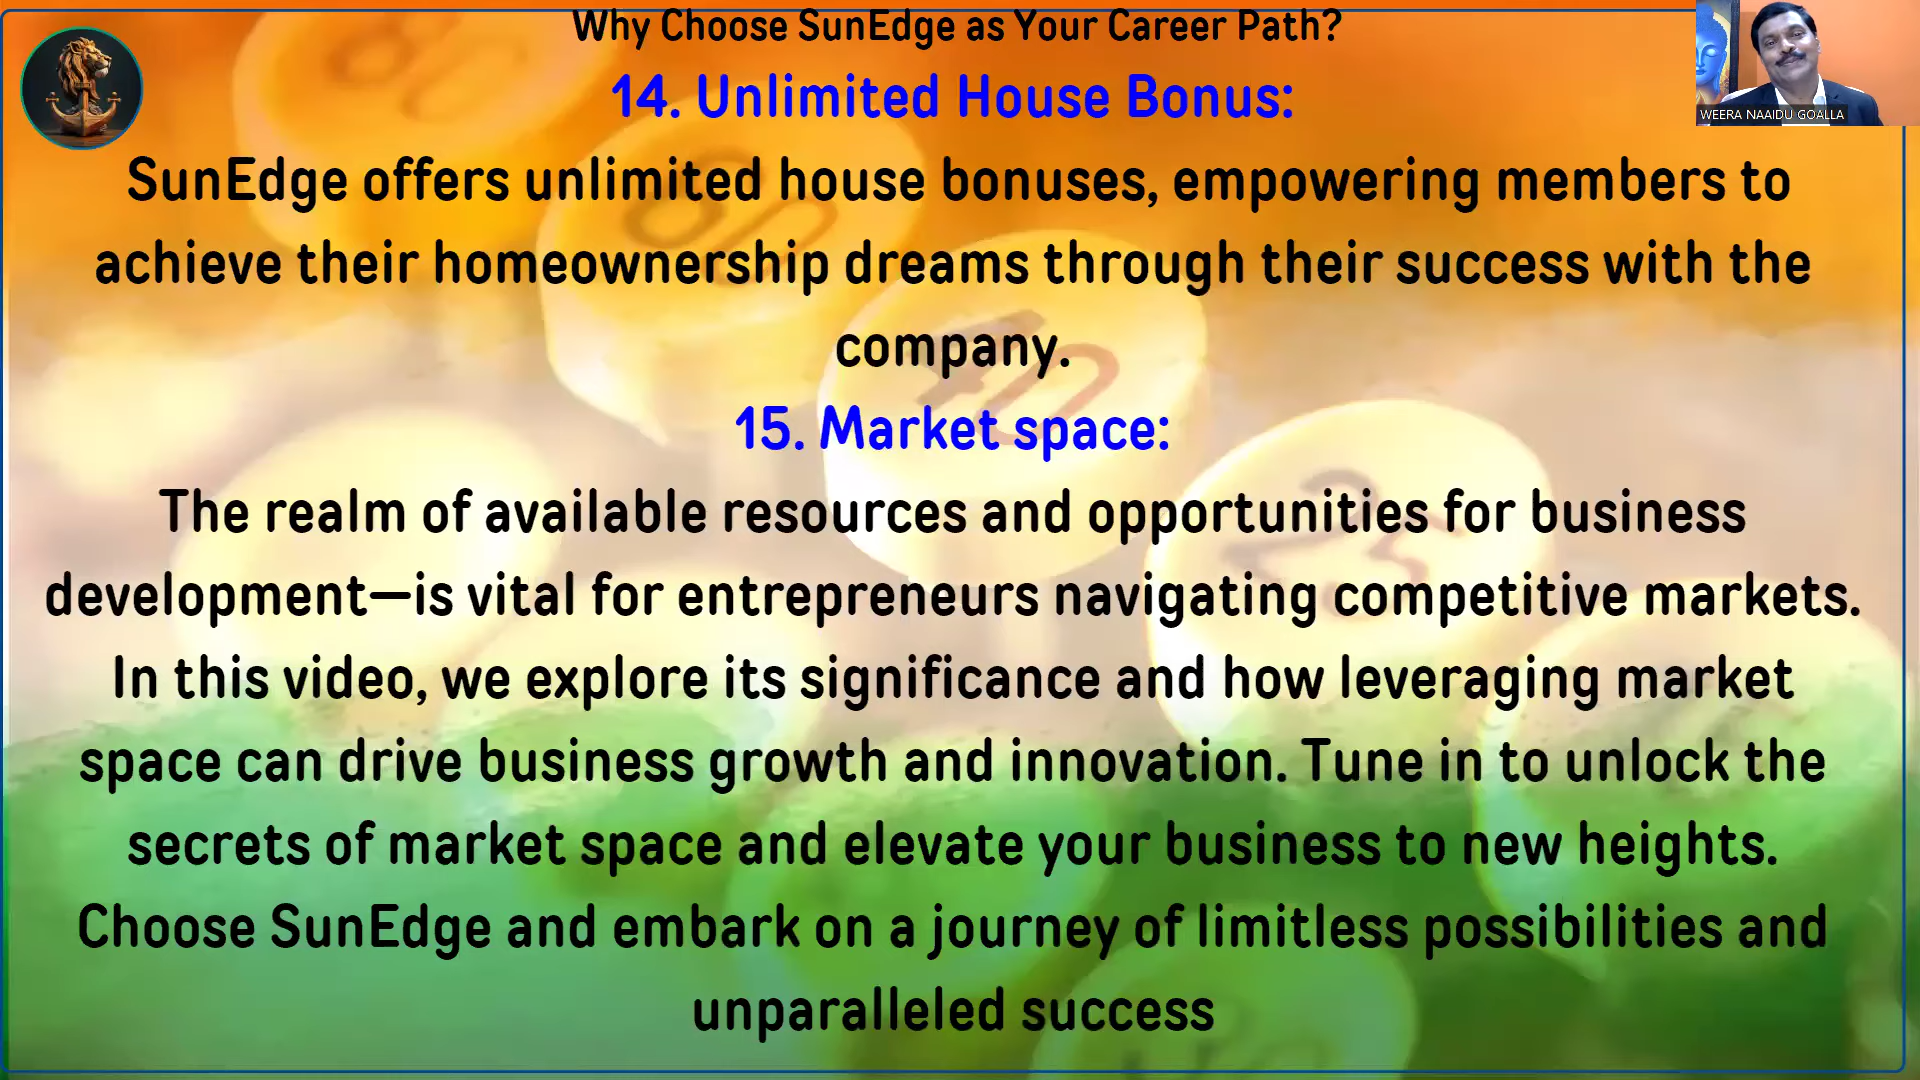 Why Choose SunEdge as Your Career Path?
14. Unlimited House Bonus:
SunEdge offers unlimited house bonuses, empowering members to
achieve their homeownership dreams through their success with the
company.
15. Market space:
The realm of available resources and opportunities for business
development—is vital for entrepreneurs navigating competitive markets.
In this video, we explore its significance and how leveraging market
space can drive business growth and innovation. Tune in to unlock the
secrets of market space and elevate your business to new heights.
Choose SunEdge and embark on a journey of limitless possibilities and
unparalleled success
WEERA NAAIDU GOALLA